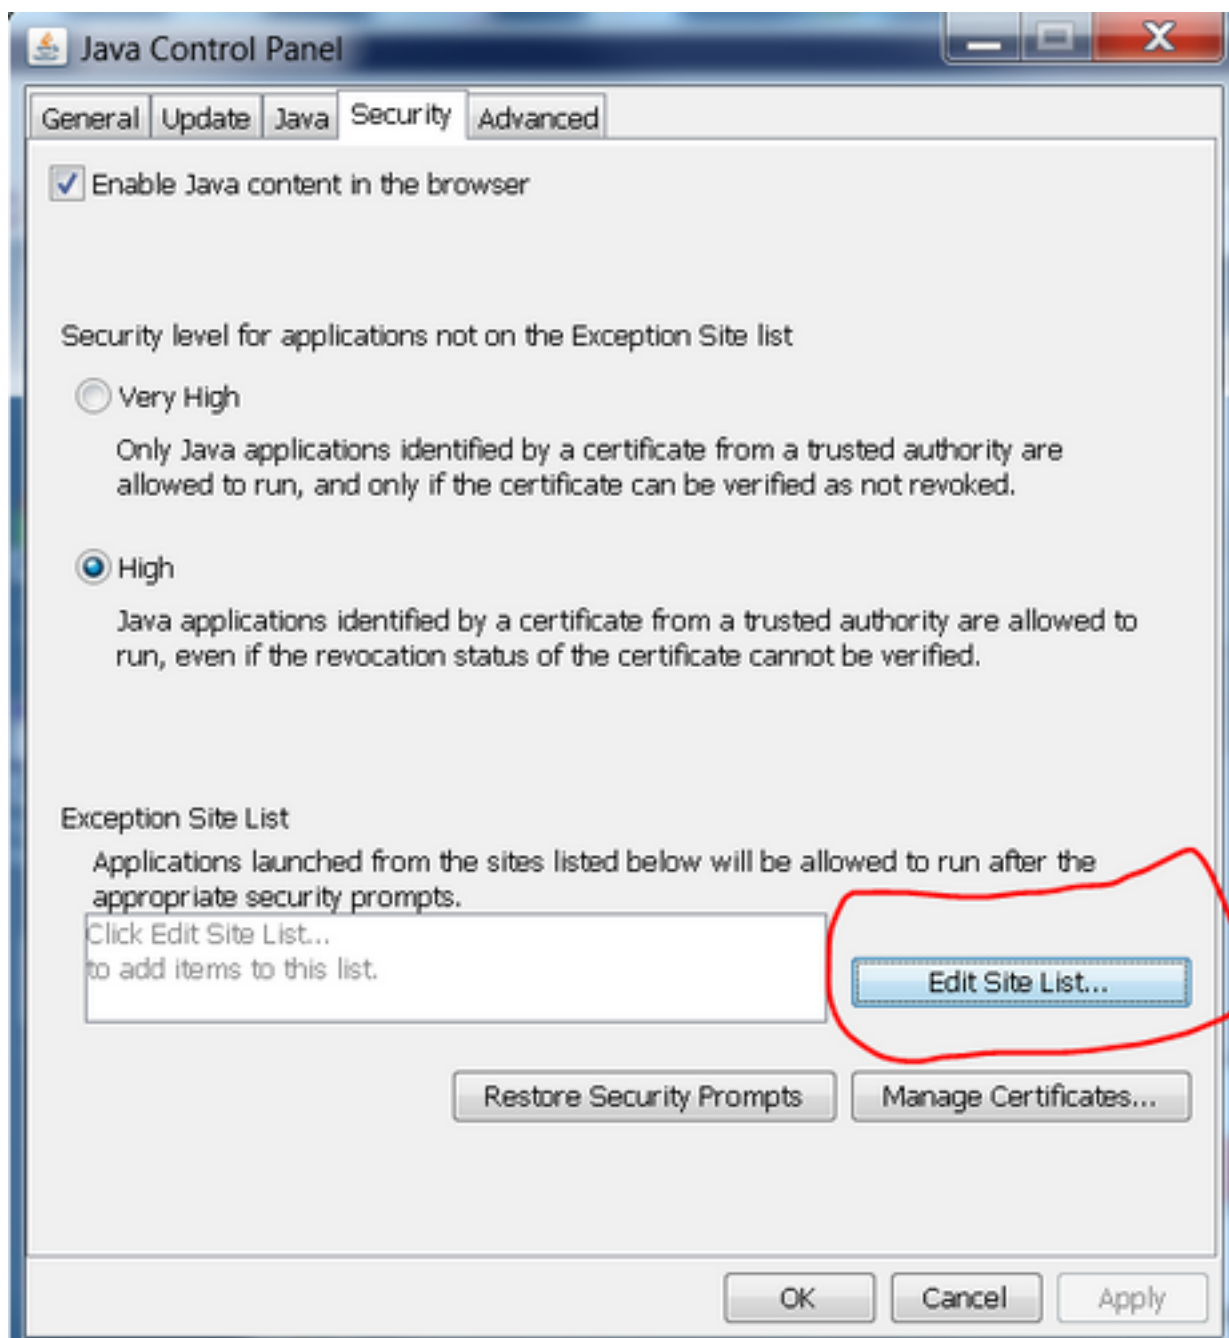 Java Control Panel
General Update Java Security Advanced
Enable Java content in the browser
Security level for applications not on the Exception Site list
Very High
Only Java applications identified by a certificate from a trusted authority are
allowed to run, and only if the certificate can be verified as not revoked.
High
Java applications identified by a certificate from a trusted authority are allowed to
run, even if the revocation status of the certificate cannot be verified.
Exception Site List
Applications launched from the sites listed below will be allowed to run after the
appropriate security prompts.
Click Edit Site List...
to add items to this list.
Edit Site List...
Restore Security Prompts Manage Certificates...
OK Cancel Apply